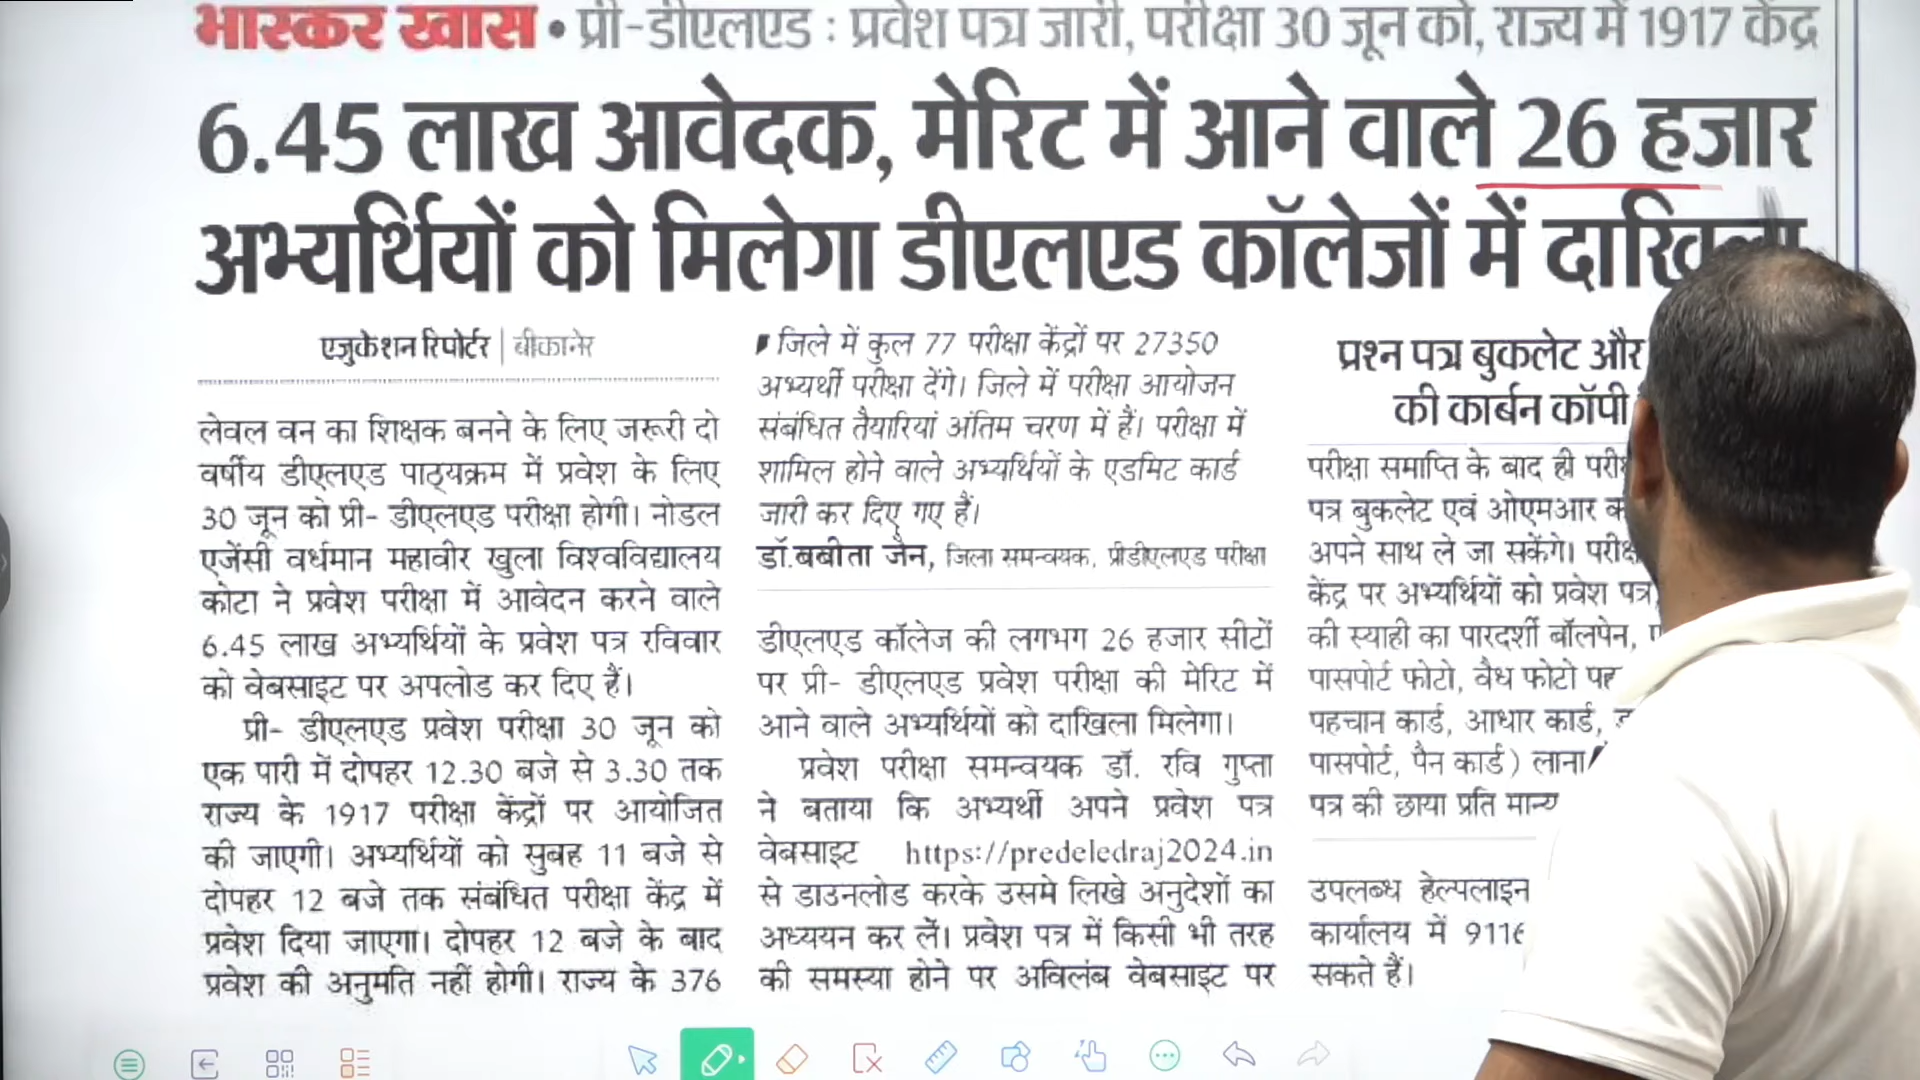 भास्कर खास • प्री-डीएलएड : प्रवेश पत्र जारी, परीक्षा 30 जून को, राज्य में 1917 केंद्र
6.45 लाख आवेदक, मेरिट में आने वाले 26 हजार
अभ्यर्थियों को मिलेगा डीएलएड कॉलेजों में
एजुकेशन रिपोर्टर | बीकानेर
लेवल वन का शिक्षक बनने के लिए जरूरी दो
वर्षीय डीएलएड पाठ्यक्रम में प्रवेश के लिए
30 जून को प्री- डीएलएड परीक्षा होगी। नोडल
एजेंसी वर्धमान महावीर खुला विश्वविद्यालय
कोटा ने प्रवेश परीक्षा में आवेदन करने वाले
6.45 लाख अभ्यर्थियों के प्रवेश पत्र रविवार
को वेबसाइट पर अपलोड कर दिए हैं।
प्री- डीएलएड प्रवेश परीक्षा 30 जून को
एक पारी में दोपहर 12.30 बजे से 3.30 तक
राज्य के 1917 परीक्षा केंद्रों पर आयोजित
की जाएगी। अभ्यर्थियों को सुबह 11 बजे से
दोपहर 12 बजे तक संबंधित परीक्षा केंद्र में
प्रवेश दिया जाएगा। दोपहर 12 बजे के बाद
प्रवेश की अनुमति नहीं होगी। राज्य के 376
जिले में कुल 77 परीक्षा केंद्रों पर 27350
अभ्यर्थी परीक्षा देंगे। जिले में परीक्षा आयोजन
संबंधित तैयारियां अंतिम चरण में हैं। परीक्षा में
शामिल होने वाले अभ्यर्थियों के एडमिट कार्ड
जारी कर दिए गए हैं।
डॉ.बबीता जैन, जिला समन्वयक, प्रीडीएलएड परीक्षा
डीएलएड कॉलेज की लगभग 26 हजार सीटों
पर प्री- डीएलएड प्रवेश परीक्षा की मेरिट में
आने वाले अभ्यर्थियों को दाखिला मिलेगा।
प्रवेश परीक्षा समन्वयक डॉ. रवि गुप्ता
ने बताया कि अभ्यर्थी अपने प्रवेश पत्र
वेबसाइट https://predeledraj2024.in
से डाउनलोड करके उसमे लिखे अनुदेशों का
अध्ययन कर लें। प्रवेश पत्र में किसी भी तरह
की समस्या होने पर अविलंब वेबसाइट पर
प्रश्न पत्र बुकलेट और
की कार्बन कॉपी
परीक्षा समाप्ति के बाद ही
पत्र बुकलेट एवं ओएमआर
अपने साथ ले जा सकेंगे।
केंद्र पर अभ्यर्थियों को प्रवेश पत्र,
की स्याही का पारदर्शी बॉलपेन,
पासपोर्ट फोटो, वैध फोटो
पहचान कार्ड, आधार कार्ड,
पासपोर्ट, पैन कार्ड) लाना
पत्र की छाया प्रति
उपलब्ध हेल्पलाइन
कार्यालय में 9116
सकते हैं।